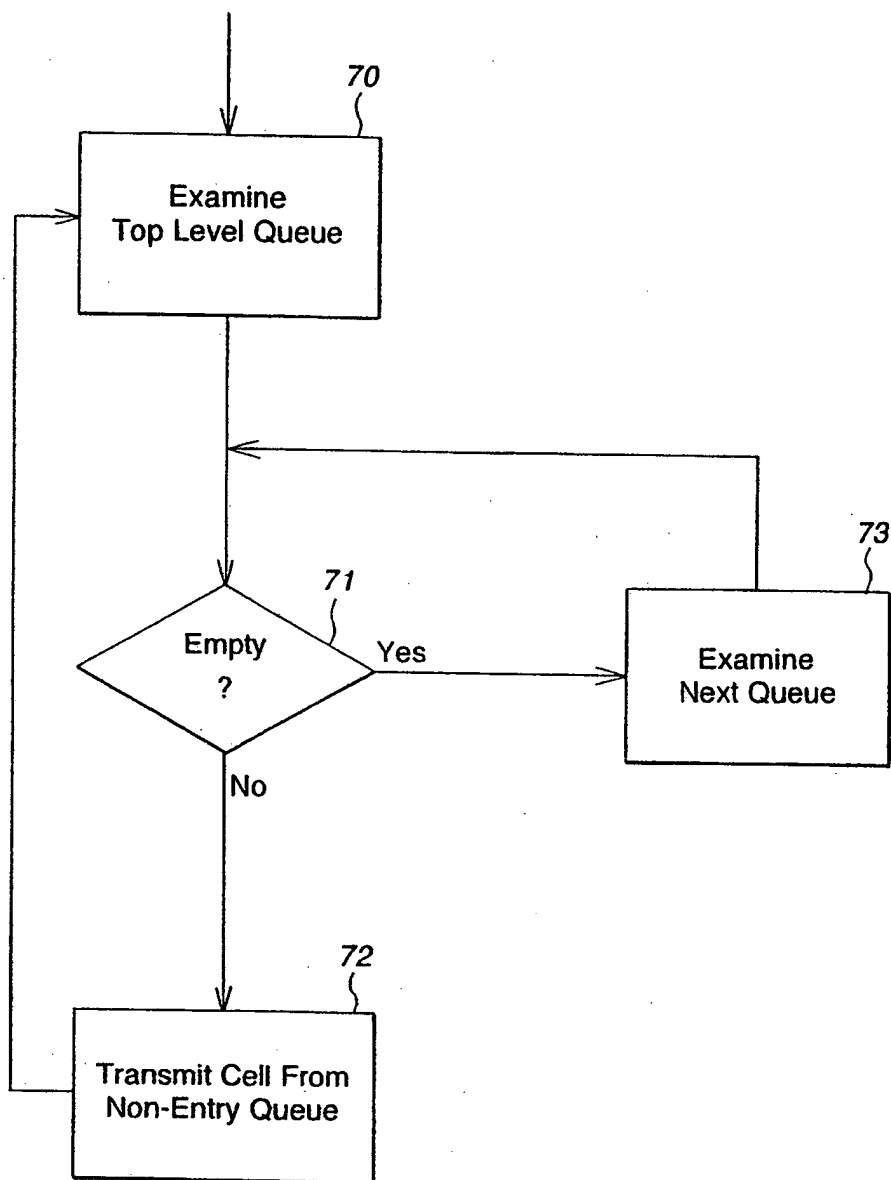 70
Examine
Top Level Queue
71
Empty
?
Yes
73
Examine
Next Queue
No
72
Transmit Cell From
Non-Entry Queue